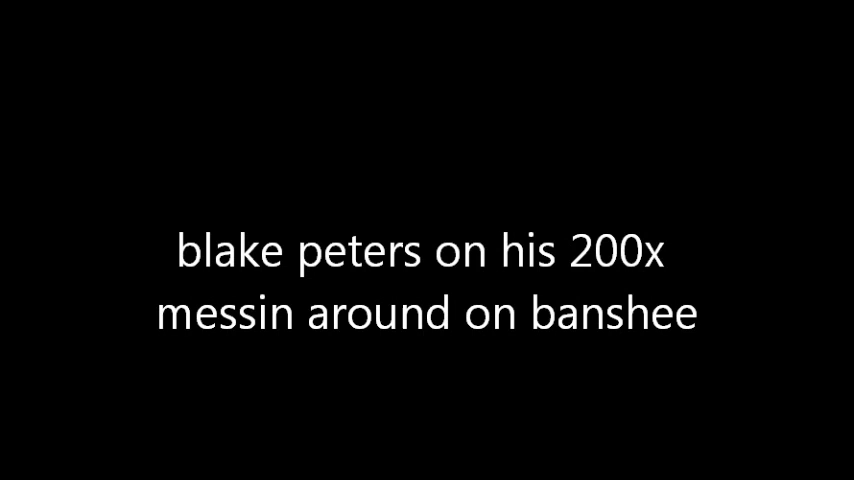 blake peters on his 200x
messin around on banshee